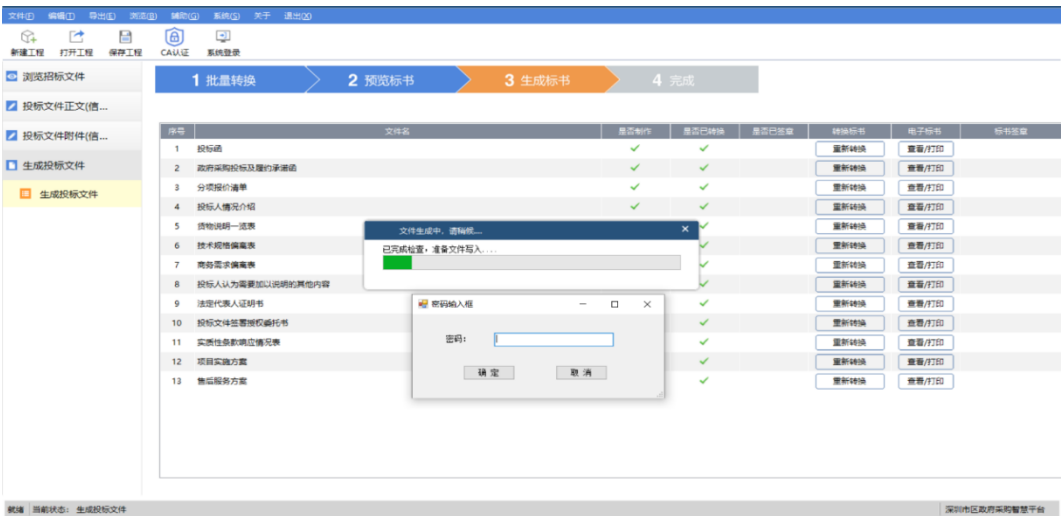 文件(F) 编辑(T) 导出(E) 浏览(B) 辅助(G) 系统(S) 关于 退出(X)
新建工程 打开工程 保存工程 CA认证 系统登录
浏览招标文件
投标文件正文(信...
投标文件附件(信...
生成投标文件
生成投标文件
1 批量转换 2 预览标书 3 生成标书 4 完成
序号 文件名 是否制作 是否已转换 是否已签章 转换标书 电子标书 标书签章
1 投标函 重新转换 查看/打印
2 政府采购投标及履约承诺函 重新转换 查看/打印
3 分项报价清单 重新转换 查看/打印
4 投标人情况介绍 重新转换 查看/打印
5 货物说明一览表 重新转换 查看/打印
6 技术规格偏离表 重新转换 查看/打印
7 商务需求偏离表 重新转换 查看/打印
8 投标人认为需要加以说明的其他内容 重新转换 查看/打印
9 法定代表人证明书 重新转换 查看/打印
10 投标文件签署授权委托书 重新转换 查看/打印
11 实质性条款响应情况表 重新转换 查看/打印
12 项目实施方案 重新转换 查看/打印
13 售后服务方案 重新转换 查看/打印
文件生成中，请稍候...
已完成检查，准备文件写入....
密码输入框
密码：
确 定 取 消
就绪 当前状态： 生成投标文件 深圳市区政府采购智慧平台